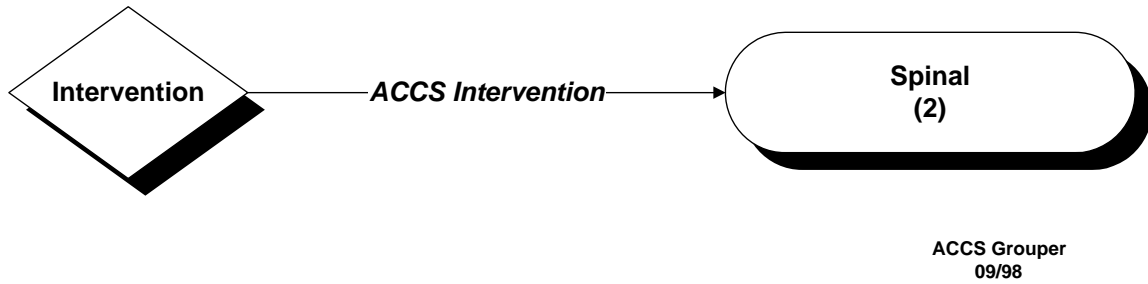 Intervention
ACCS Intervention
Spinal
(2)
ACCS Grouper
09/98